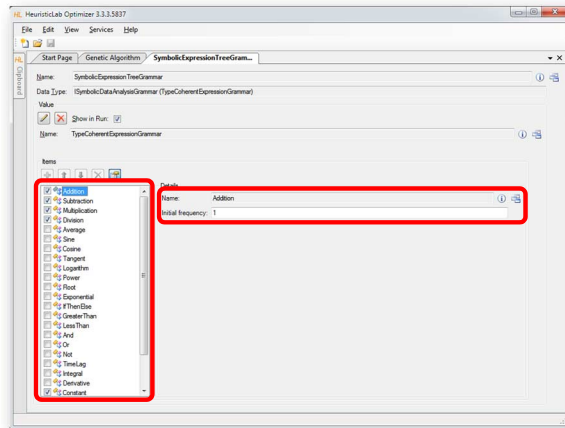 HL HeuristicLab Optimizer 3.3.3.5837
File Edit View Services Help
Start Page Genetic Algorithm SymbolicExpressionTreeGram...
HL Clipboard
Name: SymbolicExpressionTreeGrammar
Data Type: ISymbolicDataAnalysisGrammar (TypeCoherentExpressionGrammar)
Value
Show in Run:
Name: TypeCoherentExpressionGrammar
Items
Details
Addition
Name: Addition
Subtraction
Multiplication
Initial frequency: 1
Division
Average
Sine
Cosine
Tangent
Logarithm
Power
Root
Exponential
IfThenElse
GreaterThan
LessThan
And
Or
Not
TimeLag
Integral
Derivative
Constant